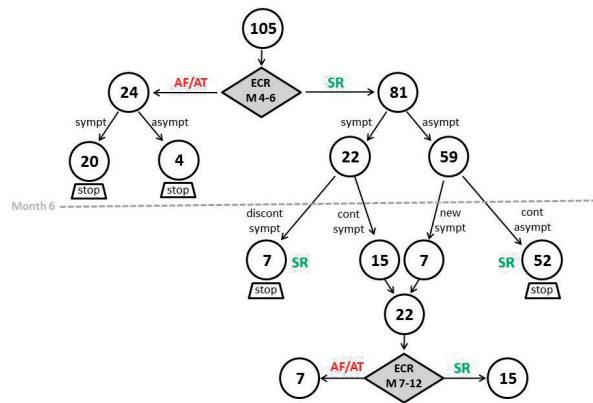 105
24
AF/AT
ECR
M 4-6
SR
81
sympt
asympt
sympt
asympt
20
4
22
59
stop
stop
Month 6
discont
sympt
cont
sympt
new
sympt
cont
asympt
7
SR
15
7
SR
52
stop
stop
22
7
AF/AT
ECR
M 7-12
SR
15